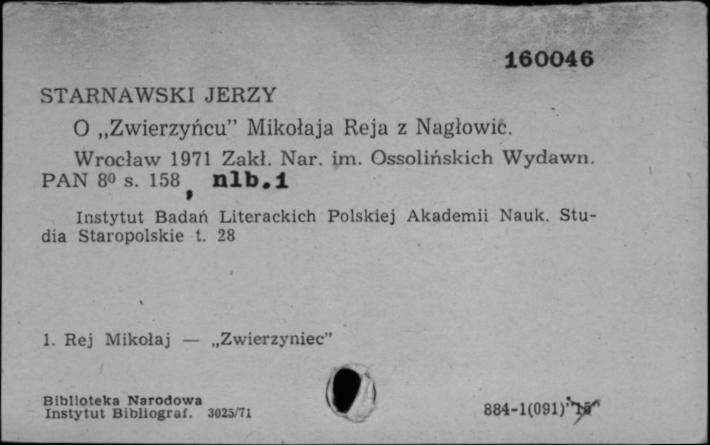 160046
STARNAWSKI JERZY
O „Zwierzyńcu” Mikołaja Reja z Nagłowic.
Wrocław 1971 Zakł. Nar. im. Ossolińskich Wydawn.
PAN 8⁰ s. 158, nlb.1
Instytut Badań Literackich Polskiej Akademii Nauk. Stu-
dia Staropolskie t. 28
1. Rej Mikołaj — „Zwierzyniec”
Biblioteka Narodowa
Instytut Bibliograf. 3025/71
884-1(091)